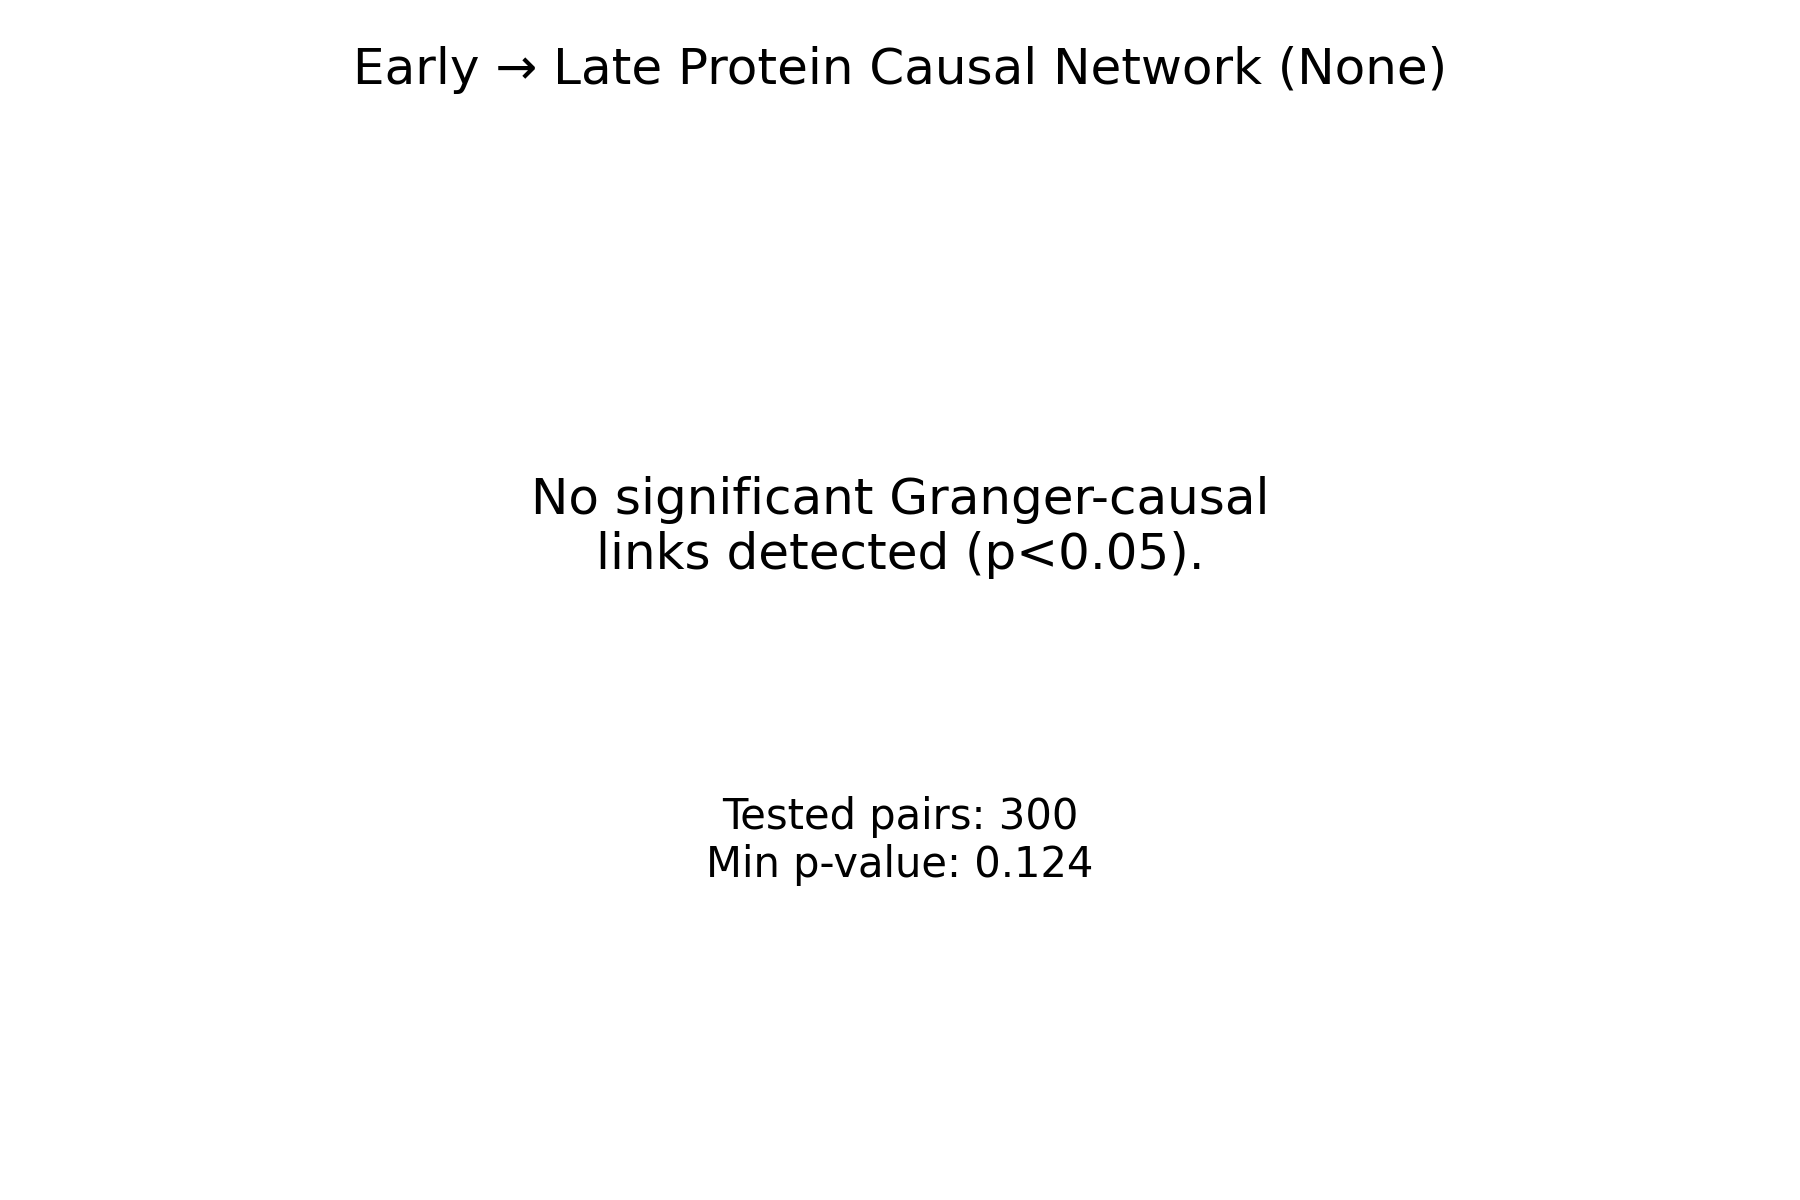 Early → Late Protein Causal Network (None)
No significant Granger-causal
links detected (p<0.05).
Tested pairs: 300
Min p-value: 0.124